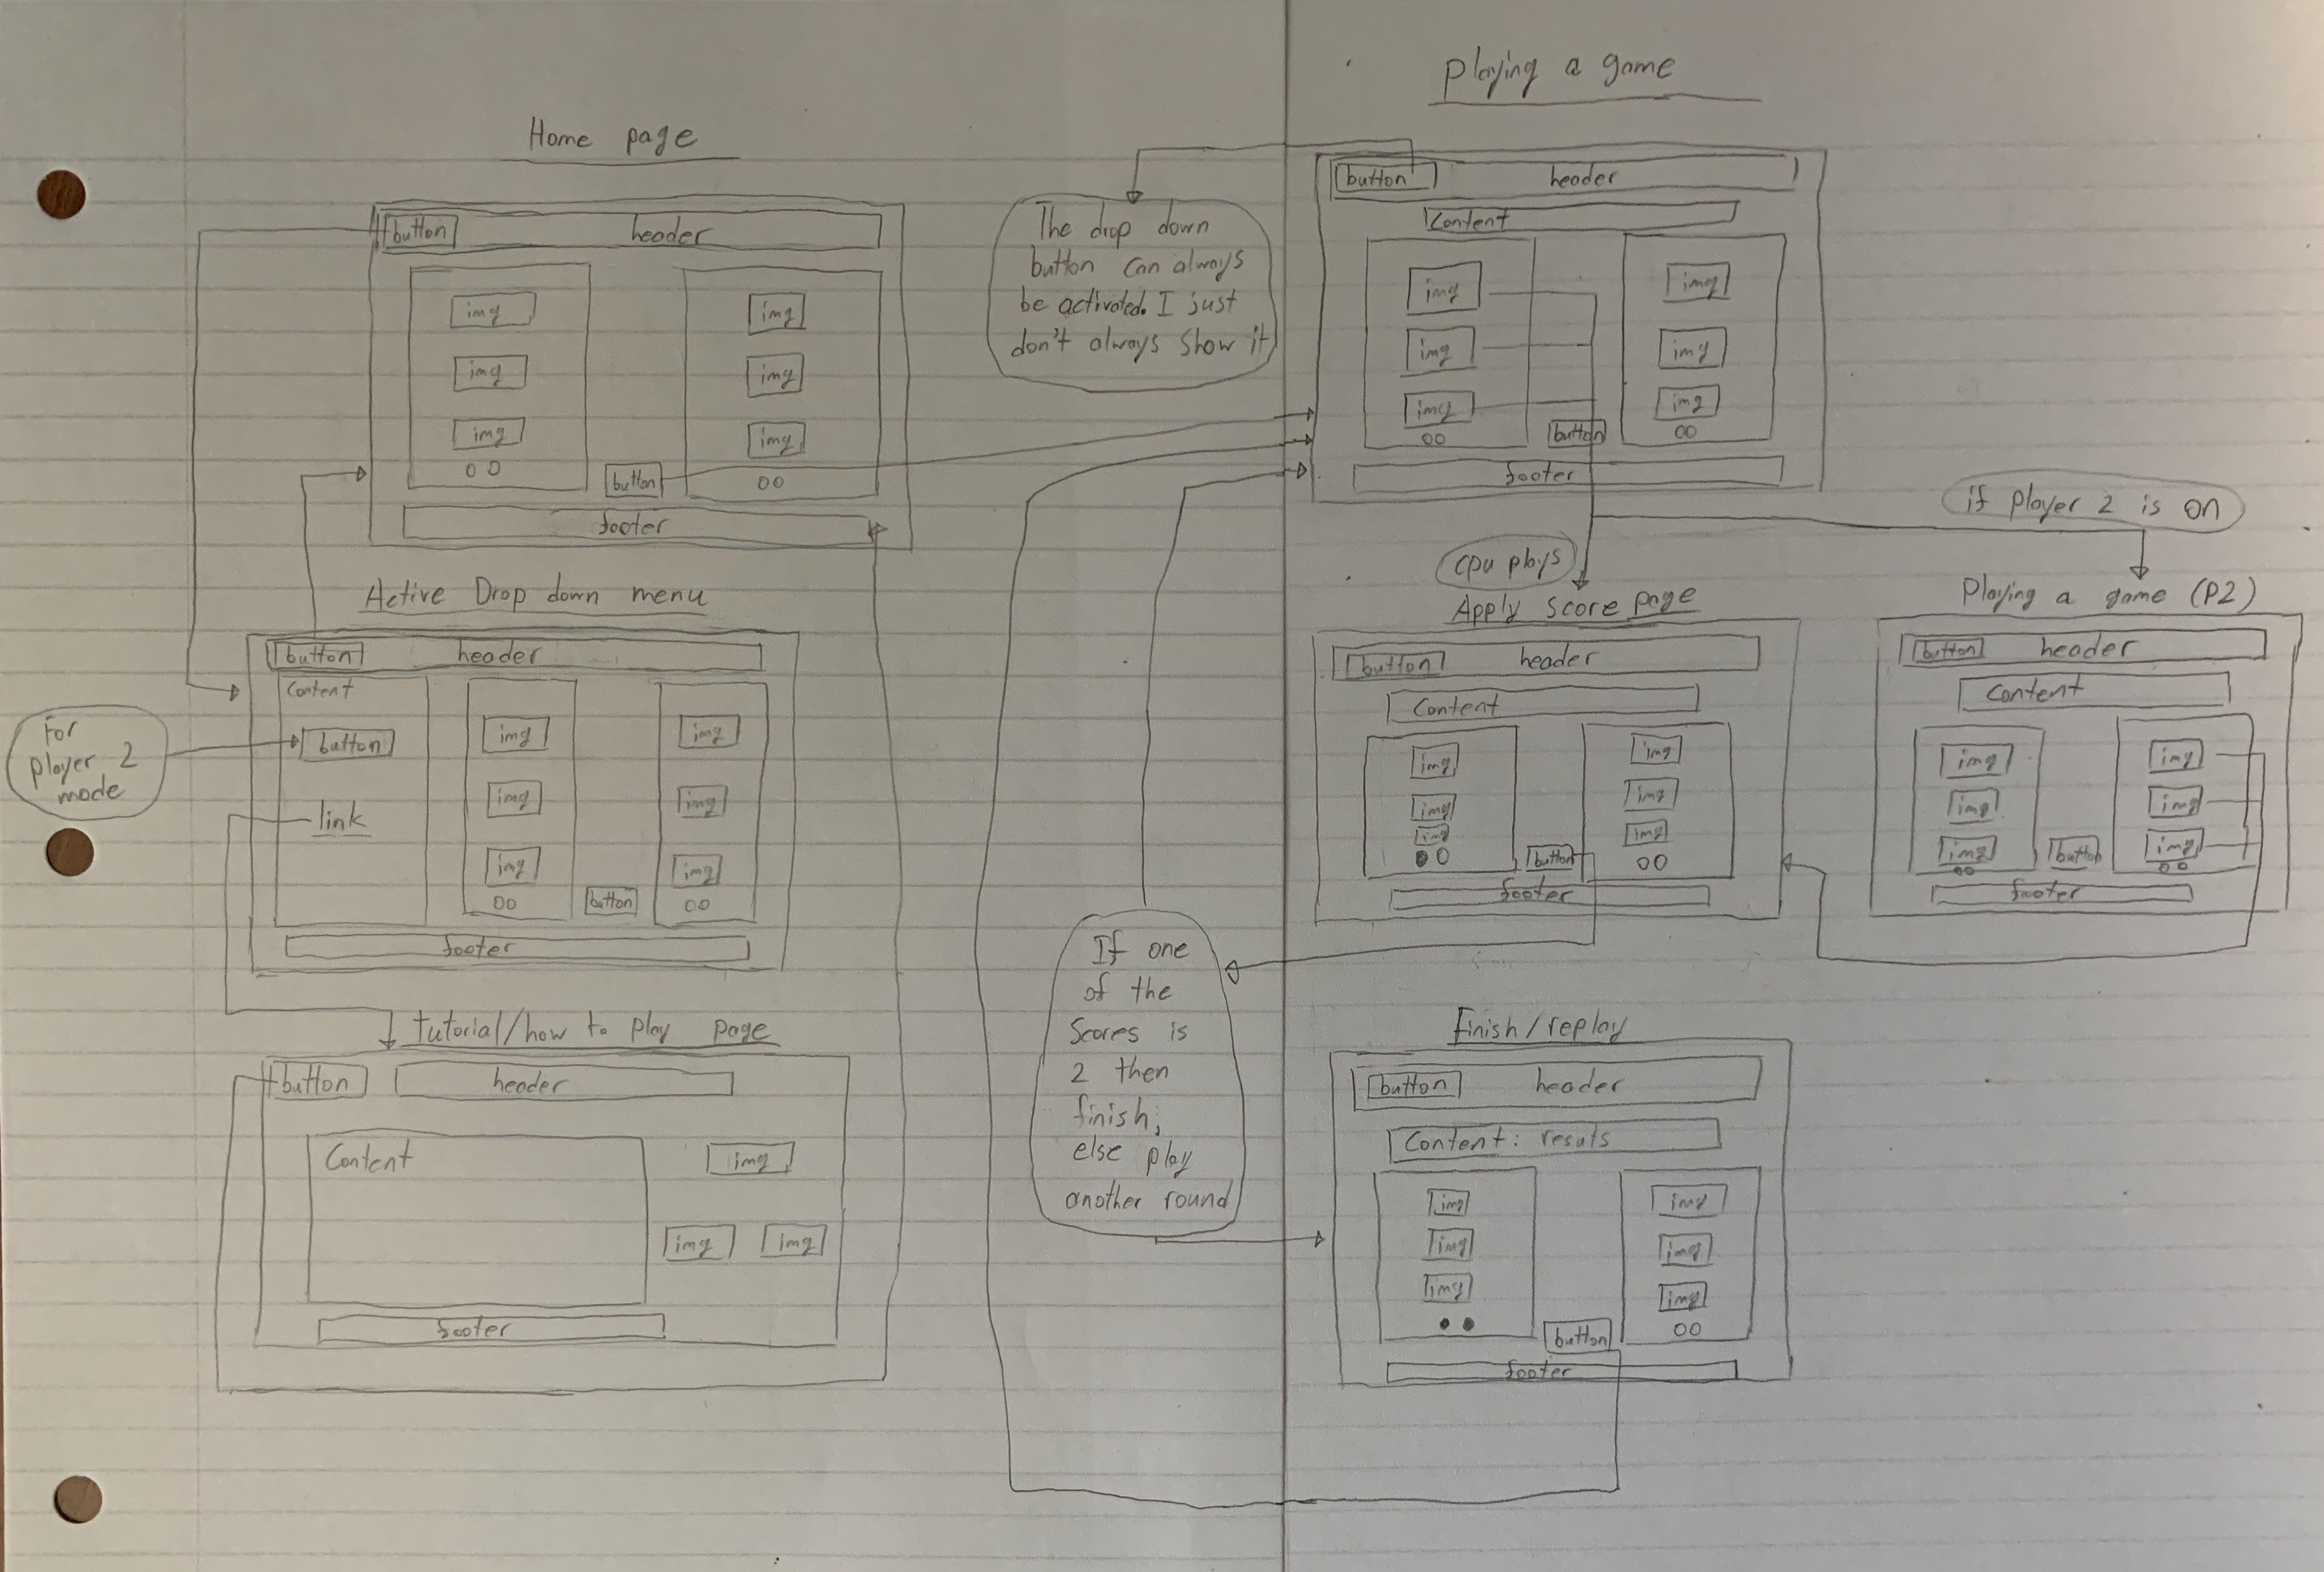 Home page
button header
img img
img img
img img
OO button OO
footer
Active Drop down menu
button header
Content
For
player 2
mode
button
link
img img
img img
img img
OO button OO
footer
tutorial/how to play page
button header
Content
img
img img
footer
The drop down
button can always
be activated. I just
don't always show it
If one
of the
Scores is
2 then
finish;
else play
another round
Playing a game
button header
Content
img img
img img
img img
OO button OO
footer
if player 2 is on
cpu plays
Apply score page
button header
Content
img img
img img
img img
button OO
footer
Playing a game (P2)
button header
Content
img img
img img
img img
OO button OO
footer
Finish/replay
button header
Content: resuts
img img
img img
img img
button OO
footer